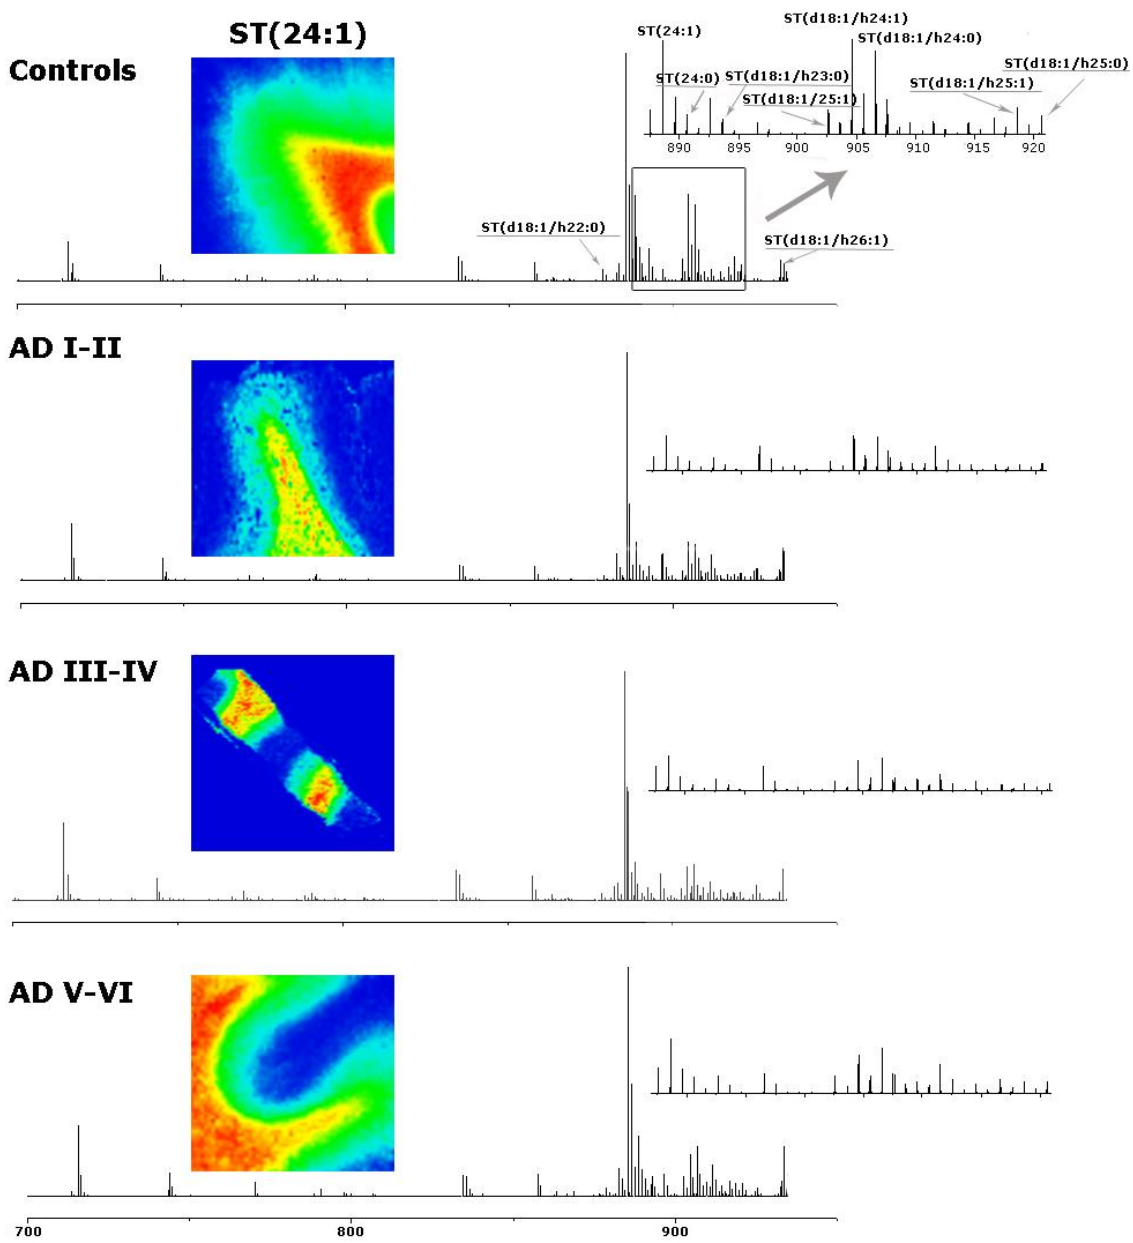 ST(24:1)
Controls
ST(24:1)
ST(d18:1/h24:1)
ST(d18:1/h24:0)
ST(24:0)
ST(d18:1/h23:0)
ST(d18:1/25:1)
ST(d18:1/h25:1)
ST(d18:1/h25:0)
890 895 900 905 910 915 920
ST(d18:1/h22:0)
ST(d18:1/h26:1)
AD I-II
AD III-IV
AD V-VI
700 800 900